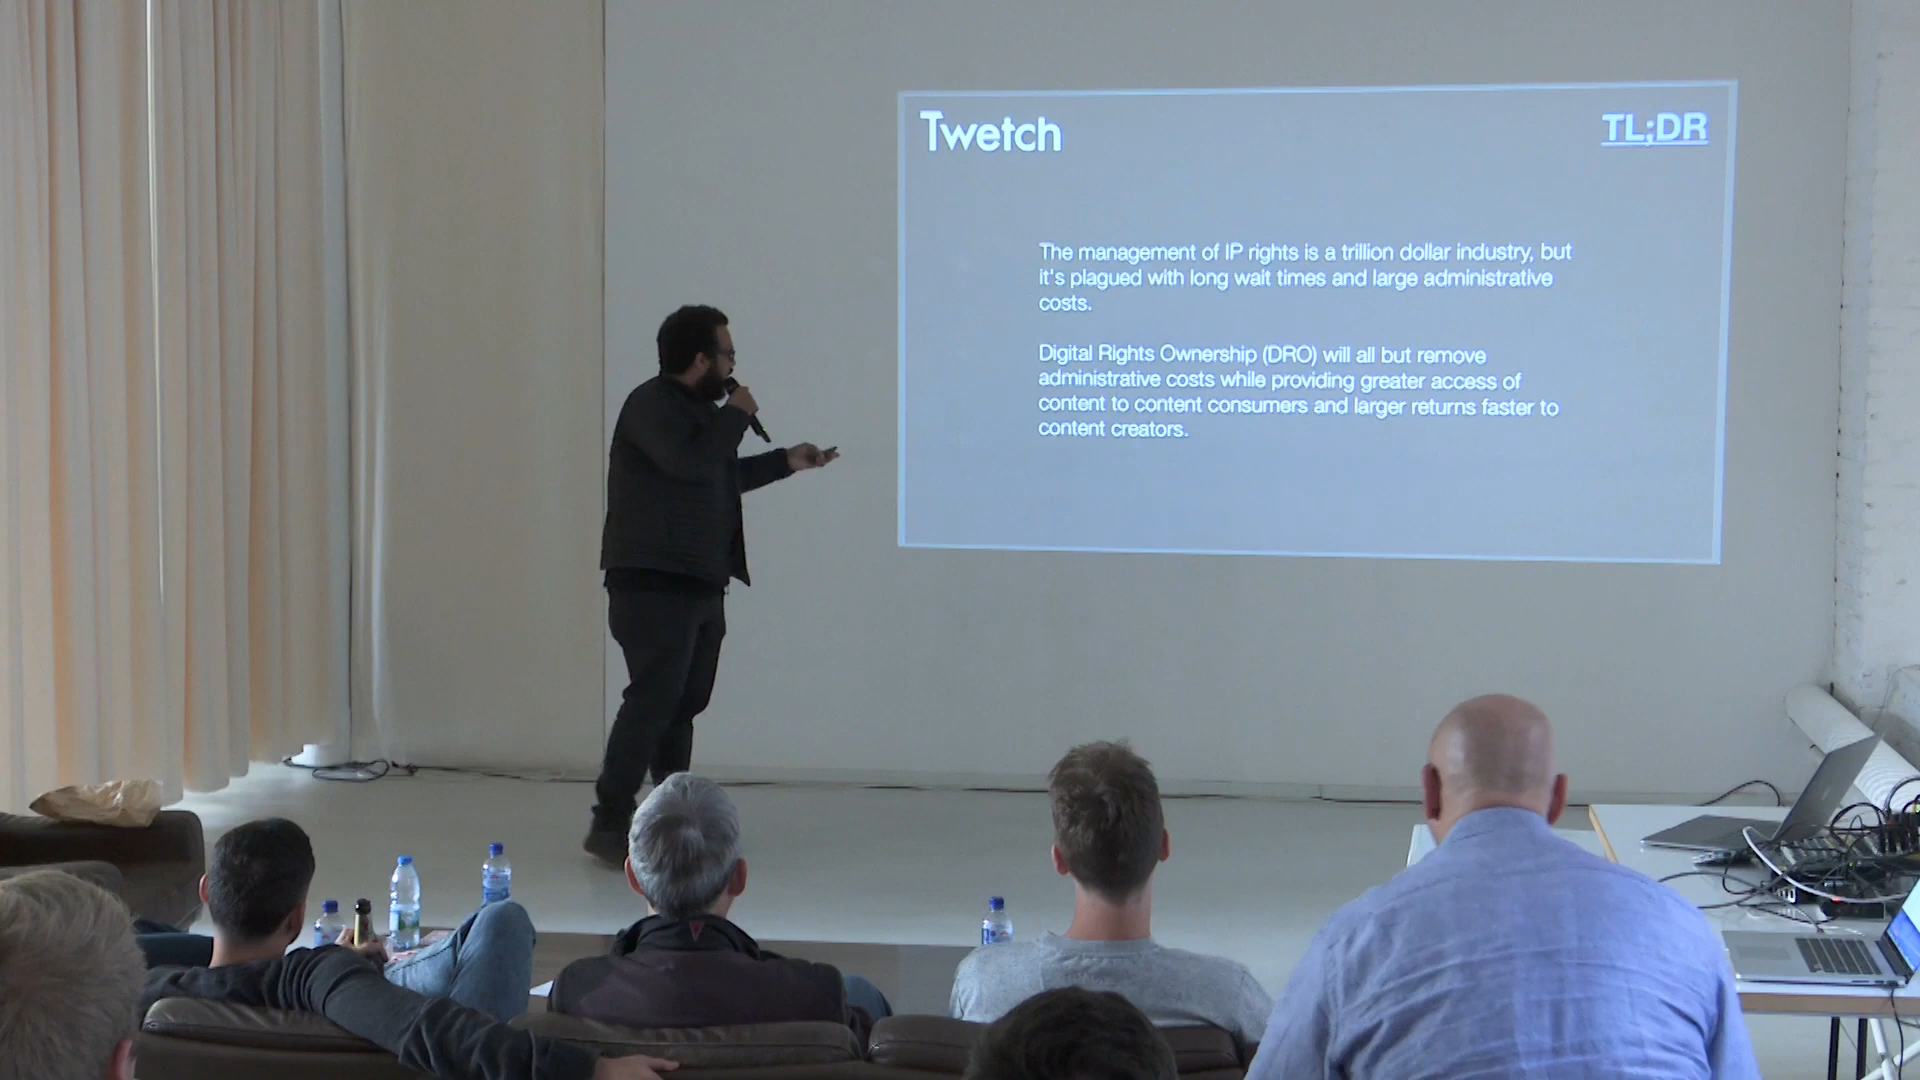 Twetch
TL;DR
The management of IP rights is a trillion dollar industry, but
it's plagued with long wait times and large administrative
costs.
Digital Rights Ownership (DRO) will all but remove
administrative costs while providing greater access of
content to content consumers and larger returns faster to
content creators.